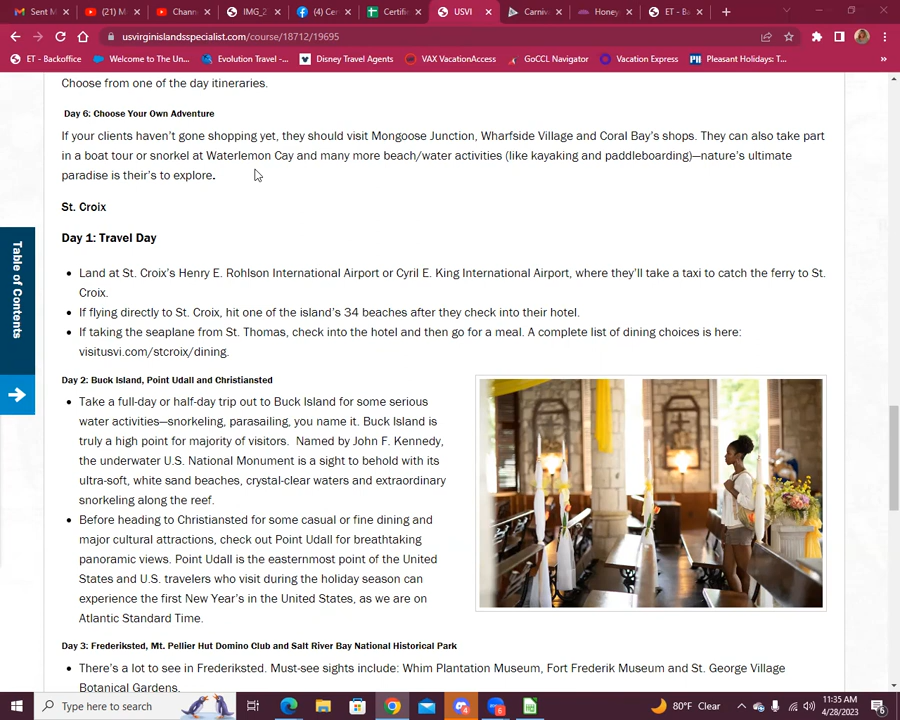 Sent M
(21) M
Chann
IMG_2
(4) Cer
Certific
USVI
Carniv
Honey
ET - Ba
usvirginislandsspecialist.com/course/18712/19695
ET - Backoffice
Welcome to The Un...
Evolution Travel -...
Disney Travel Agents
VAX VacationAccess
GoCCL Navigator
Vacation Express
Pleasant Holidays: T...
Choose from one of the day itineraries.
Day 6: Choose Your Own Adventure
If your clients haven't gone shopping yet, they should visit Mongoose Junction, Wharfside Village and Coral Bay's shops. They can also take part
in a boat tour or snorkel at Waterlemon Cay and many more beach/water activities (like kayaking and paddleboarding)—nature's ultimate
paradise is their's to explore.
St. Croix
Day 1: Travel Day
Land at St. Croix's Henry E. Rohlson International Airport or Cyril E. King International Airport, where they'll take a taxi to catch the ferry to St.
Croix.
If flying directly to St. Croix, hit one of the island's 34 beaches after they check into their hotel.
If taking the seaplane from St. Thomas, check into the hotel and then go for a meal. A complete list of dining choices is here:
visitusvi.com/stcroix/dining.
Day 2: Buck Island, Point Udall and Christiansted
Take a full-day or half-day trip out to Buck Island for some serious
water activities—snorkeling, parasailing, you name it. Buck Island is
truly a high point for majority of visitors. Named by John F. Kennedy,
the underwater U.S. National Monument is a sight to behold with its
ultra-soft, white sand beaches, crystal-clear waters and extraordinary
snorkeling along the reef.
Before heading to Christiansted for some casual or fine dining and
major cultural attractions, check out Point Udall for breathtaking
panoramic views. Point Udall is the easternmost point of the United
States and U.S. travelers who visit during the holiday season can
experience the first New Year's in the United States, as we are on
Atlantic Standard Time.
Day 3: Frederiksted, Mt. Pellier Hut Domino Club and Salt River Bay National Historical Park
There's a lot to see in Frederiksted. Must-see sights include: Whim Plantation Museum, Fort Frederik Museum and St. George Village
Botanical Gardens.
Table of Contents
Type here to search
80°F Clear
11:35 AM
4/28/2023